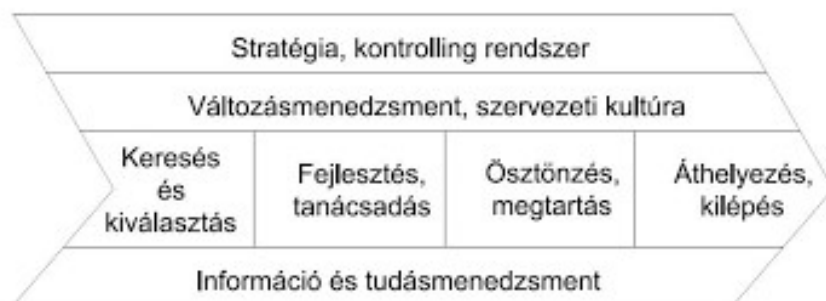 Stratégia, kontrolling rendszer
Változásmenedzsment, szervezeti kultúra
Keresés
és
kiválasztás
Fejlesztés,
tanácsadás
Ösztönzés,
megtartás
Áthelyezés,
kilépés
Információ és tudásmenedzsment